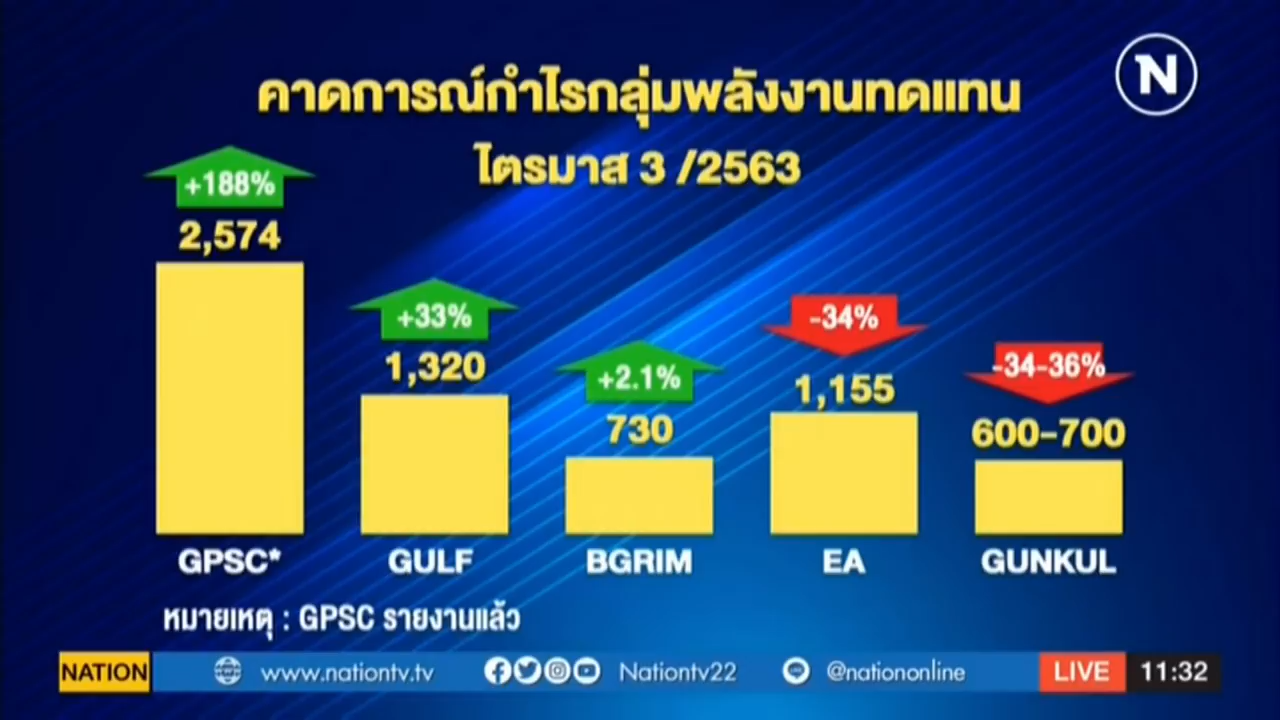 N
คาดการณ์กำไรกลุ่มพลังงานทดแทน
ไตรมาส 3 /2563
+188%
2,574
+33%
1,320
+2.1%
730
-34%
1,155
-34-36%
600-700
GPSC* GULF BGRIM EA GUNKUL
หมายเหตุ : GPSC รายงานแล้ว
NATION www.nationtv.tv Nationtv22 @nationonline LIVE 11:32